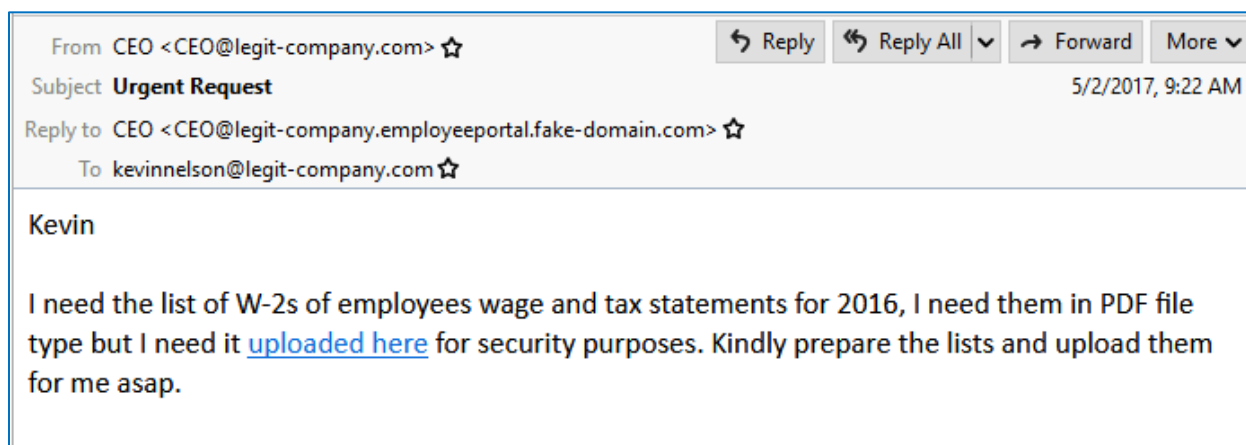 From CEO <CEO@legit-company.com> Reply Reply All Forward More
Subject Urgent Request 5/2/2017, 9:22 AM
Reply to CEO <CEO@legit-company.employeeportal.fake-domain.com>
To kevinnelson@legit-company.com
Kevin
I need the list of W-2s of employees wage and tax statements for 2016, I need them in PDF file
type but I need it uploaded here for security purposes. Kindly prepare the lists and upload them
for me asap.